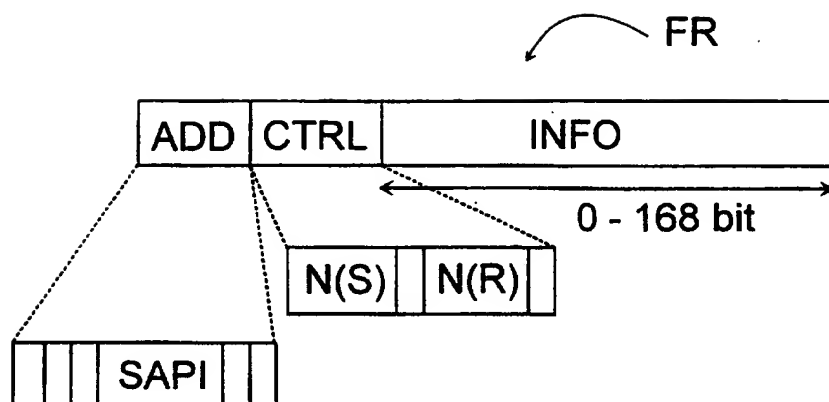 FR
ADD CTRL INFO
0 - 168 bit
N(S) N(R)
SAPI